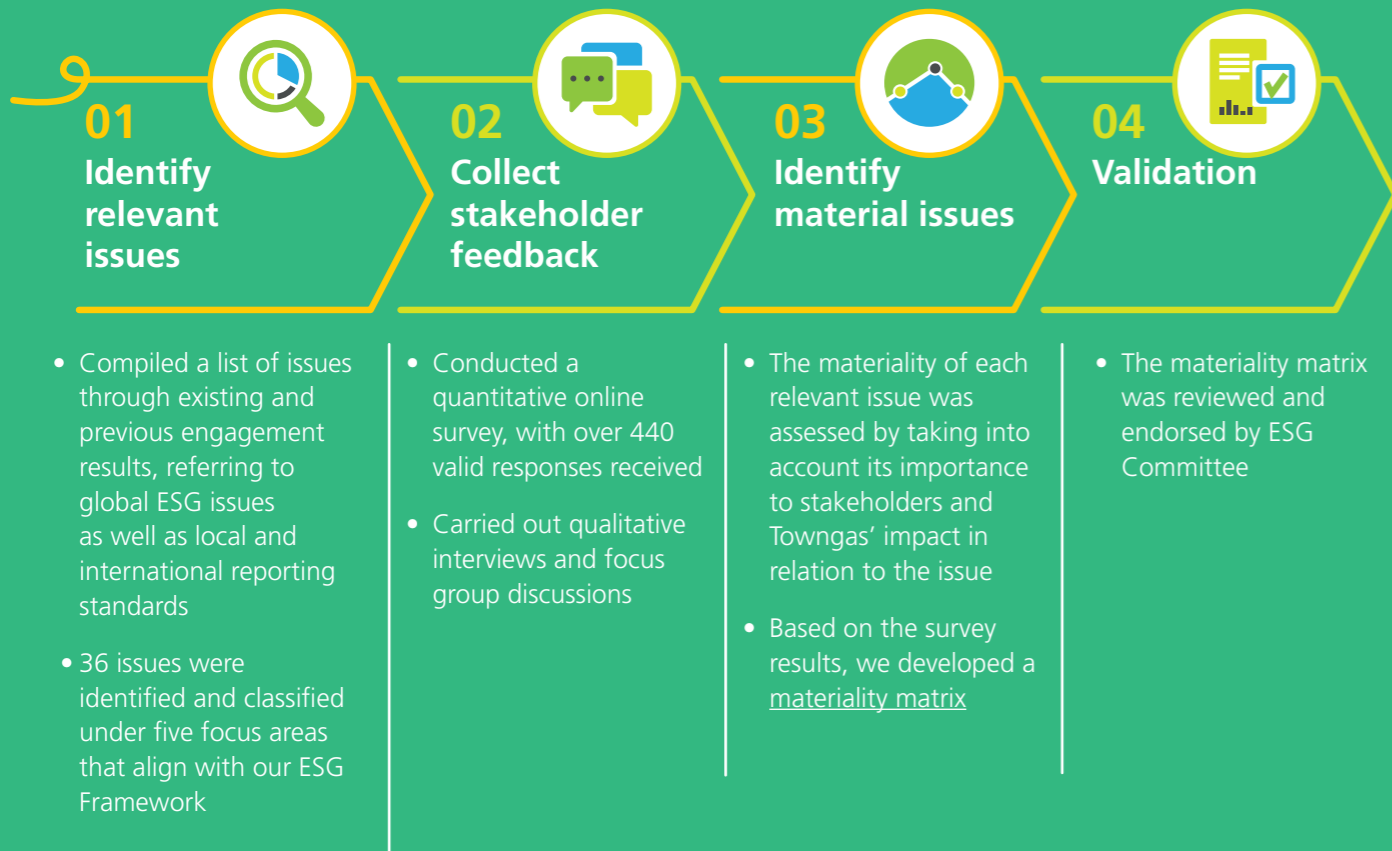 01
Identify
relevant
issues
02
Collect
stakeholder
feedback
03
Identify
material issues
04
Validation
• Compiled a list of issues
through existing and
previous engagement
results, referring to
global ESG issues
as well as local and
international reporting
standards
• 36 issues were
identified and classified
under five focus areas
that align with our ESG
Framework
• Conducted a
quantitative online
survey, with over 440
valid responses received
• Carried out qualitative
interviews and focus
group discussions
• The materiality of each
relevant issue was
assessed by taking into
account its importance
to stakeholders and
Towngas' impact in
relation to the issue
• Based on the survey
results, we developed a
materiality matrix
• The materiality matrix
was reviewed and
endorsed by ESG
Committee